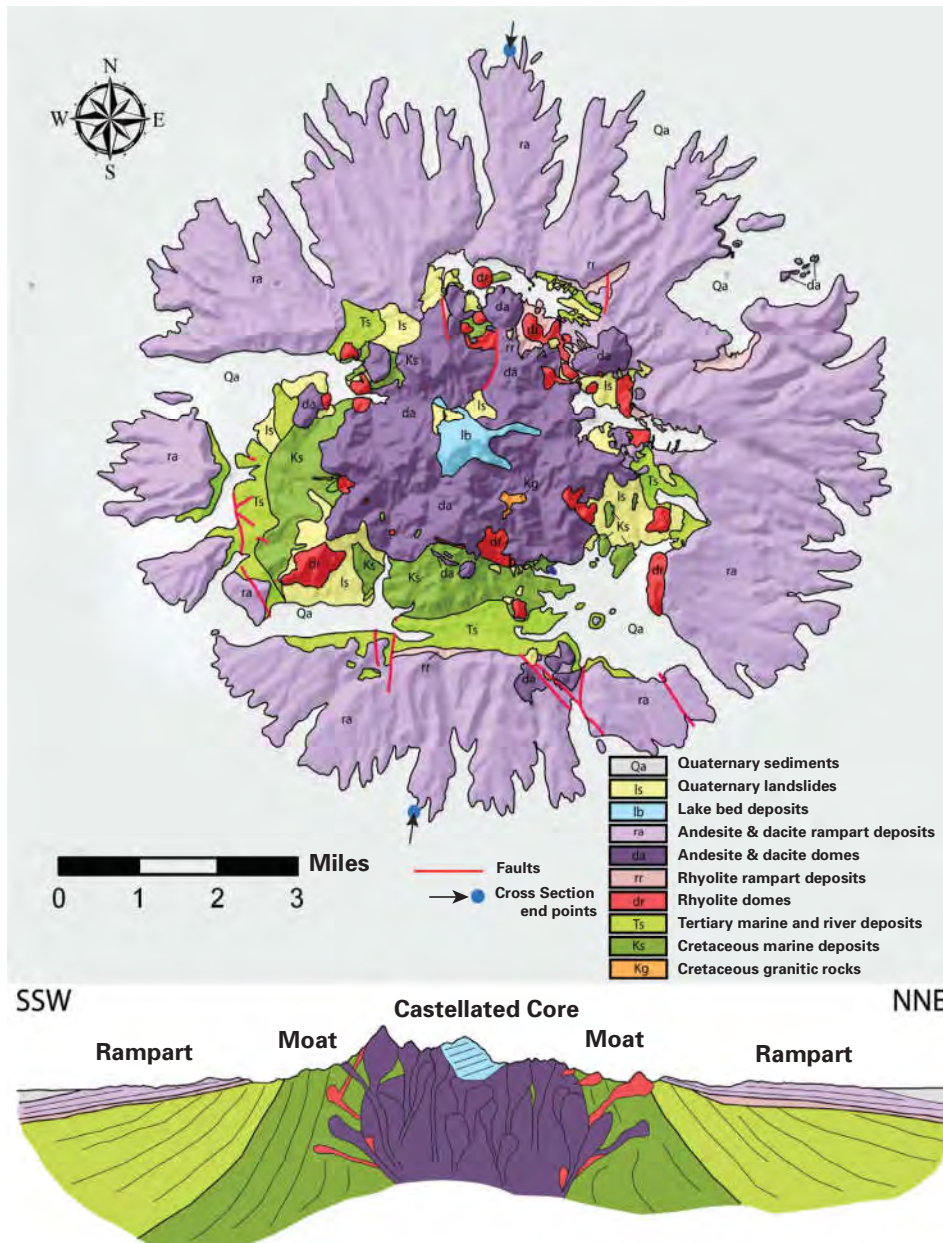 N
W E
S
Qa
ra
ra
rr
dr
Qa
da
da
Ts
ls
dr
rr
da
da
Ks
Qa
da
ls
D
da
ls
lb
ls
Ks
ra
Kg
ls
Ts
Ts
da
Ks
dr
dr
Ks
Ks
da
dr
ra
ls
ra
Qa
Ts
Qa
rr
da
ra
ra
Miles
0 1 2 3
Faults
Cross Section
end points
Qa Quaternary sediments
ls Quaternary landslides
lb Lake bed deposits
ra Andesite & dacite rampart deposits
da Andesite & dacite domes
rr Rhyolite rampart deposits
dr Rhyolite domes
Ts Tertiary marine and river deposits
Ks Cretaceous marine deposits
Kg Cretaceous granitic rocks
SSW NNE
Castellated Core
Moat Moat
Rampart Rampart